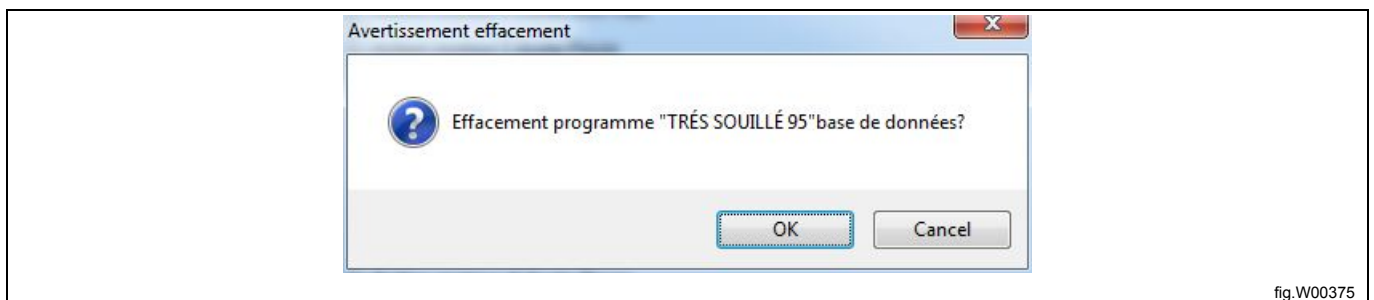 Avertissement effacement
Effacement programme "TRÉS SOUILLÉ 95"base de données?
OK
Cancel
fig.W00375